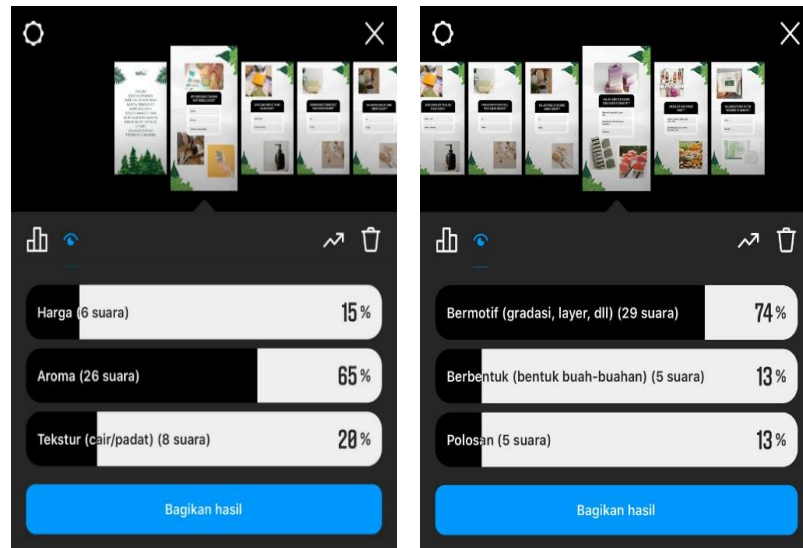 Harga (6 suara)
15%
Aroma (26 suara)
65%
Tekstur (cair/padat) (8 suara)
20%
Bagikan hasil
Bermotif (gradasi, layer, dll) (29 suara)
74%
Berbentuk (bentuk buah-buahan) (5 suara)
13%
Polosan (5 suara)
13%
Bagikan hasil